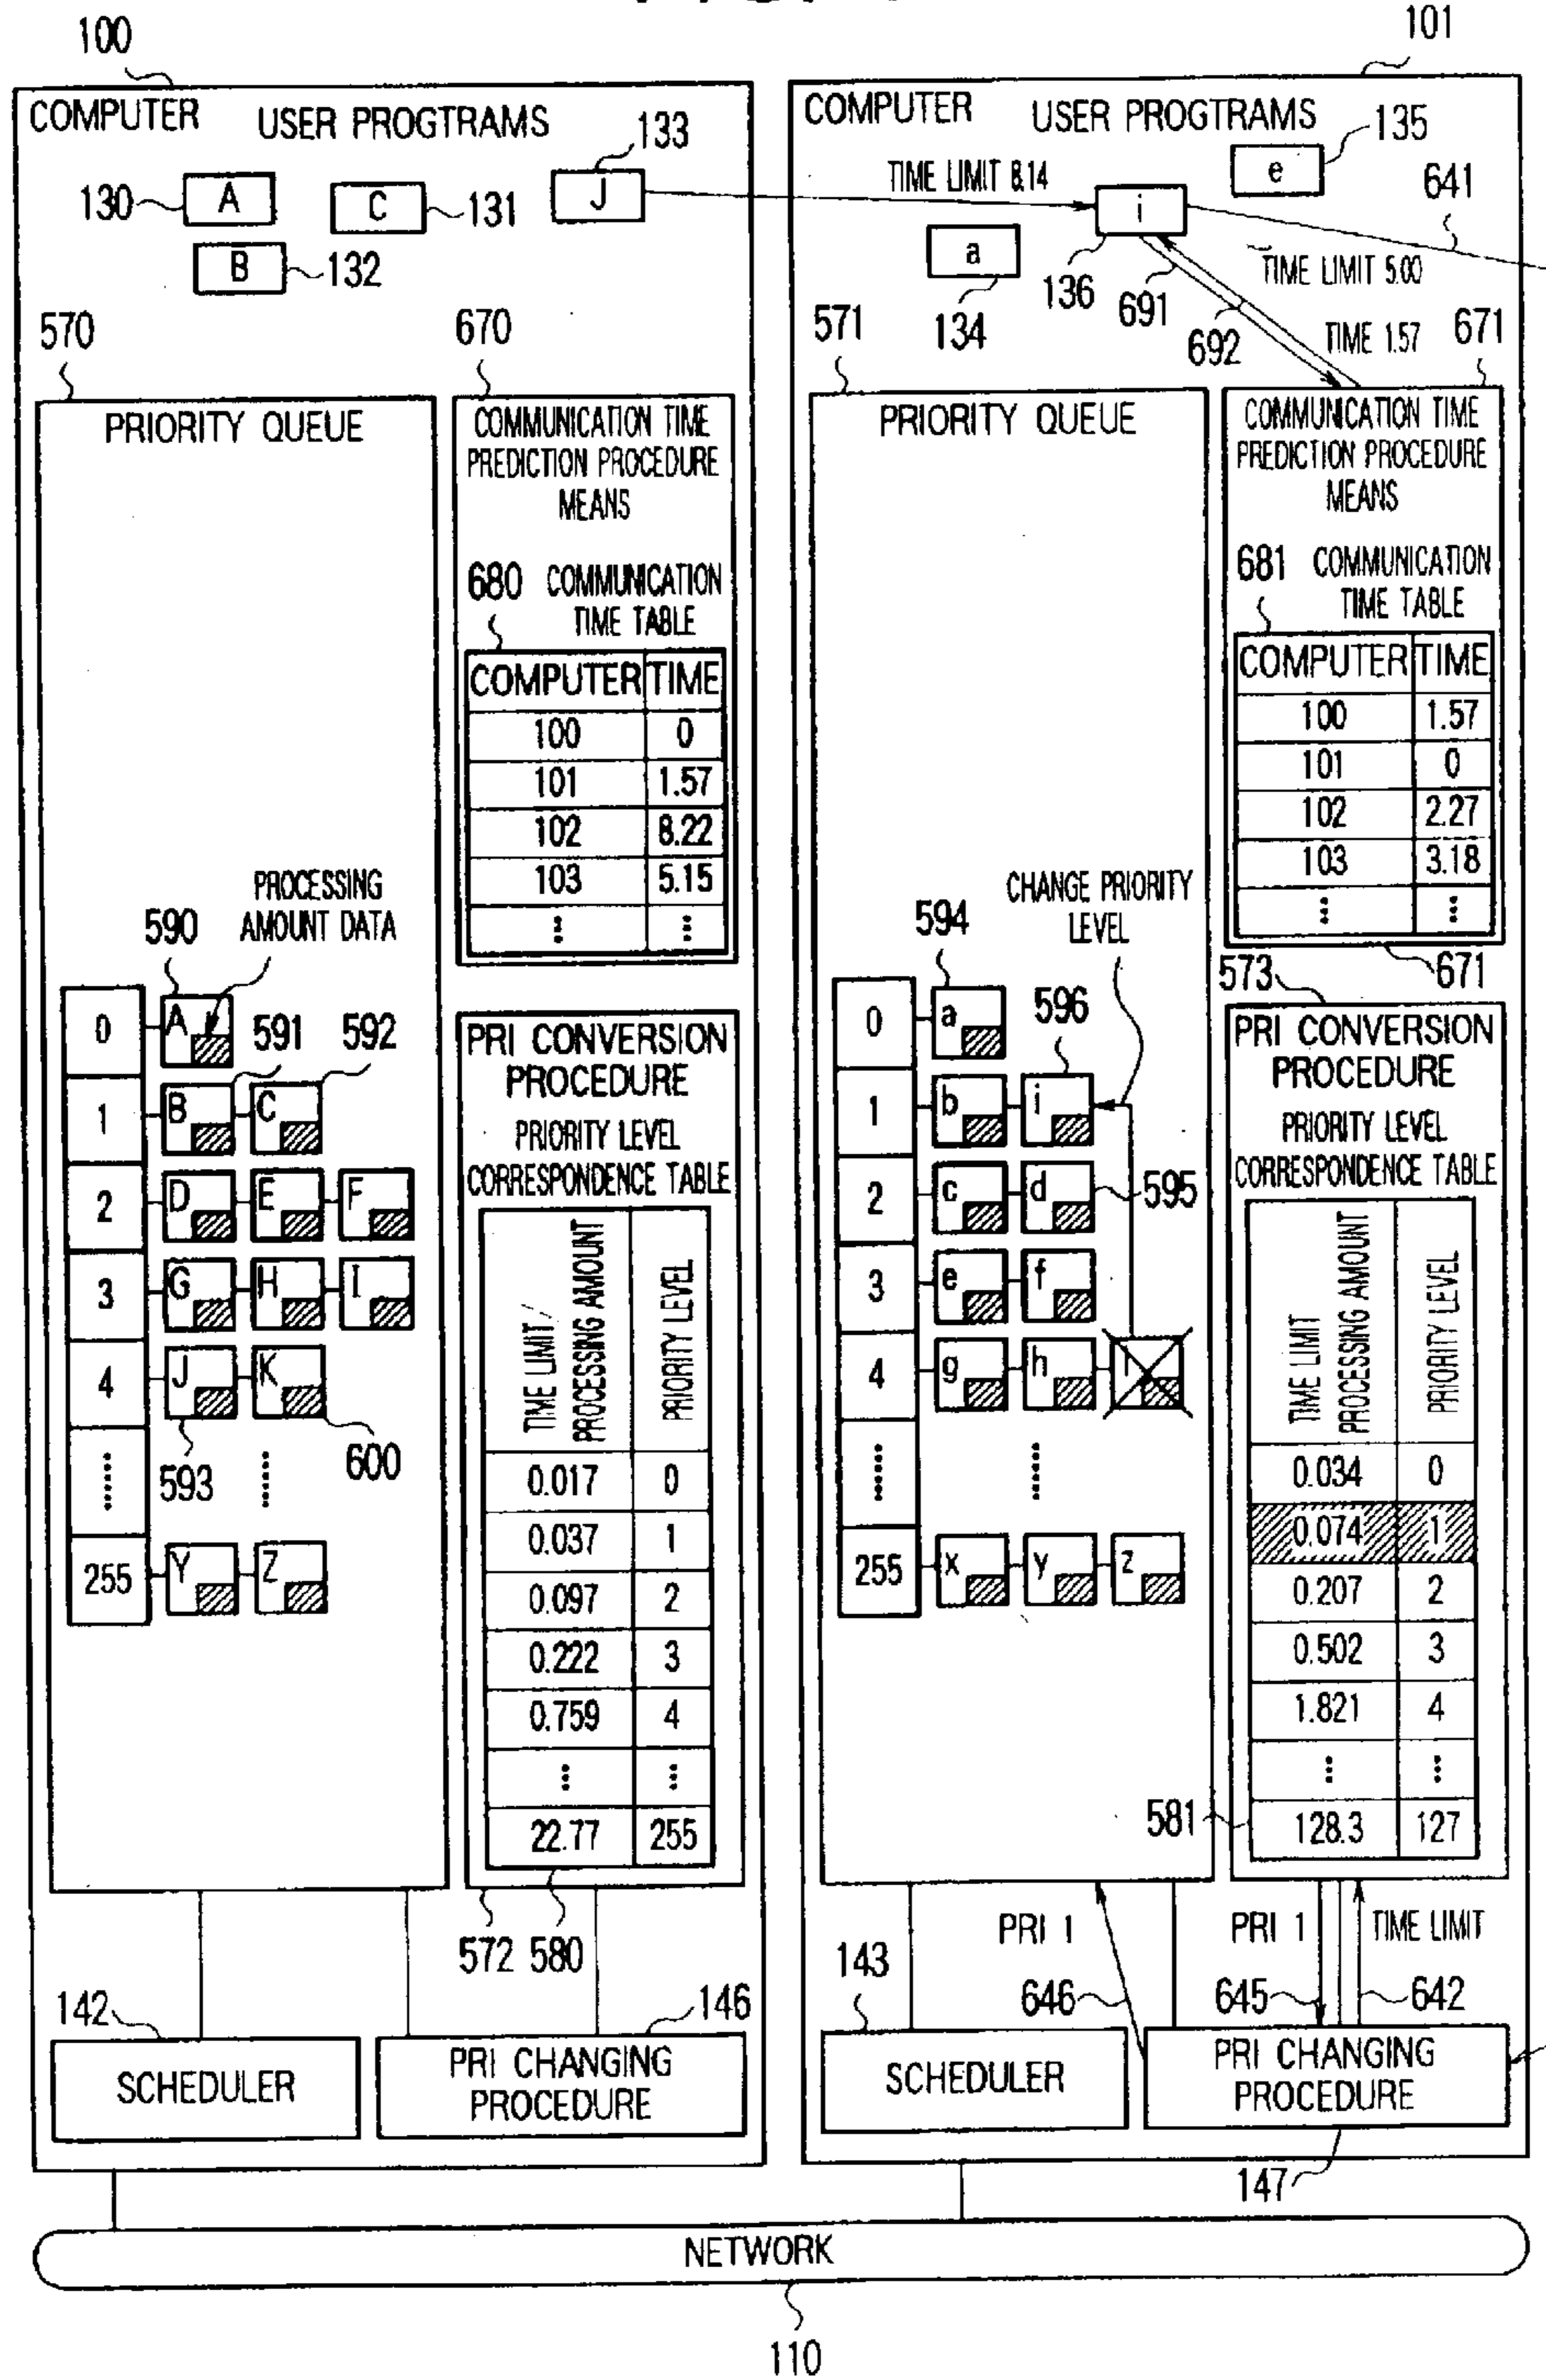 100
101
COMPUTER
USER PROGTRAMS
130
A
C
131
133
J
B
132
COMPUTER
USER PROGTRAMS
135
e
TIME LIMIT 8.14
i
641
a
134
136
691
692
TIME LIMIT 5.00
TIME 1.57
570
PRIORITY QUEUE
670
COMMUNICATION TIME
PREDICTION PROCEDURE
MEANS
680
COMMUNICATION
TIME TABLE
COMPUTER TIME
100 0
101 1.57
102 8.22
103 5.15
⋮ ⋮
PROCESSING
AMOUNT DATA
590
591
592
0 A
1 B C
2 D E F
3 G H I
4 J K
593
600
......
......
255 Y Z
PRI CONVERSION
PROCEDURE
PRIORITY LEVEL
CORRESPONDENCE TABLE
TIME LIMIT /
PROCESSING AMOUNT
PRIORITY LEVEL
0.017 0
0.037 1
0.097 2
0.222 3
0.759 4
⋮ ⋮
22.77 255
572
580
142
SCHEDULER
146
PRI CHANGING
PROCEDURE
571
PRIORITY QUEUE
671
COMMUNICATION TIME
PREDICTION PROCEDURE
MEANS
681
COMMUNICATION
TIME TABLE
COMPUTER TIME
100 1.57
101 0
102 2.27
103 3.18
⋮ ⋮
671
CHANGE PRIORITY
LEVEL
594
596
0 a
1 b i
2 c d
595
3 e f
4 g h i
......
......
255 x y z
573
PRI CONVERSION
PROCEDURE
PRIORITY LEVEL
CORRESPONDENCE TABLE
TIME LIMIT
PROCESSING AMOUNT
PRIORITY LEVEL
0.034 0
0.074 1
0.207 2
0.502 3
1.821 4
⋮ ⋮
128.3 127
581
PRI 1
PRI 1
TIME LIMIT
143
646
645
642
SCHEDULER
PRI CHANGING
PROCEDURE
147
NETWORK
110